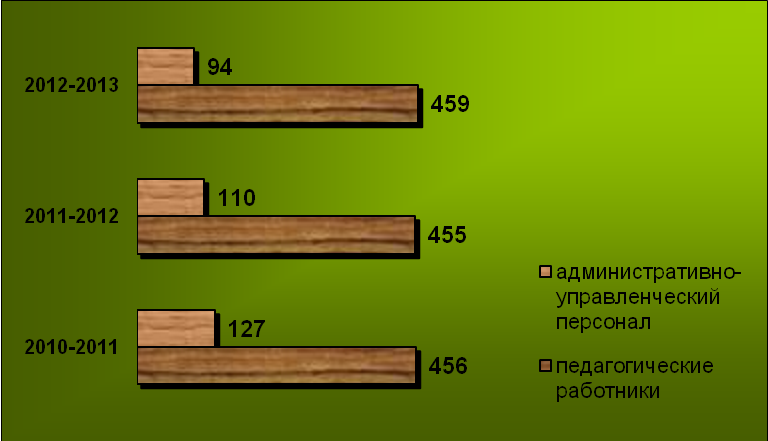 94
2012-2013
459
110
2011-2012
455
127
2010-2011
456
административно-
управленческий
персонал
педагогические
работники